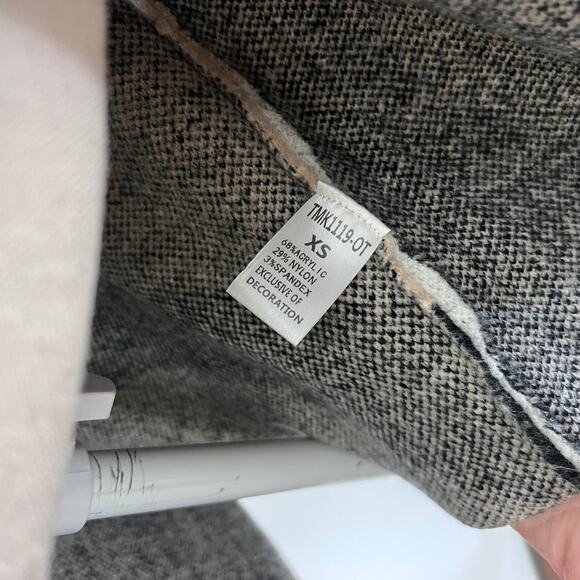 TMK1119-OT
XS
68%ACRYLIC
29% NYLON
3%SPANDEX
EXCLUSIVE OF
DECORATION